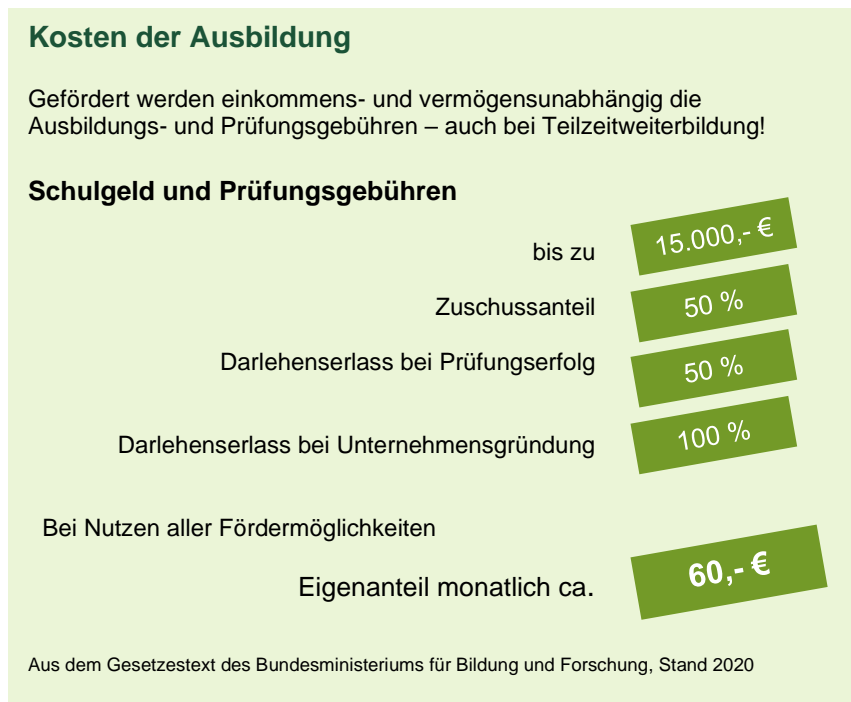 Kosten der Ausbildung
Gefördert werden einkommens- und vermögensunabhängig die
Ausbildungs- und Prüfungsgebühren – auch bei Teilzeitweiterbildung!
Schulgeld und Prüfungsgebühren
bis zu 15.000,- €
Zuschussanteil 50 %
Darlehenserlass bei Prüfungserfolg 50 %
Darlehenserlass bei Unternehmensgründung 100 %
Bei Nutzen aller Fördermöglichkeiten
Eigenanteil monatlich ca. 60,- €
Aus dem Gesetzestext des Bundesministeriums für Bildung und Forschung, Stand 2020